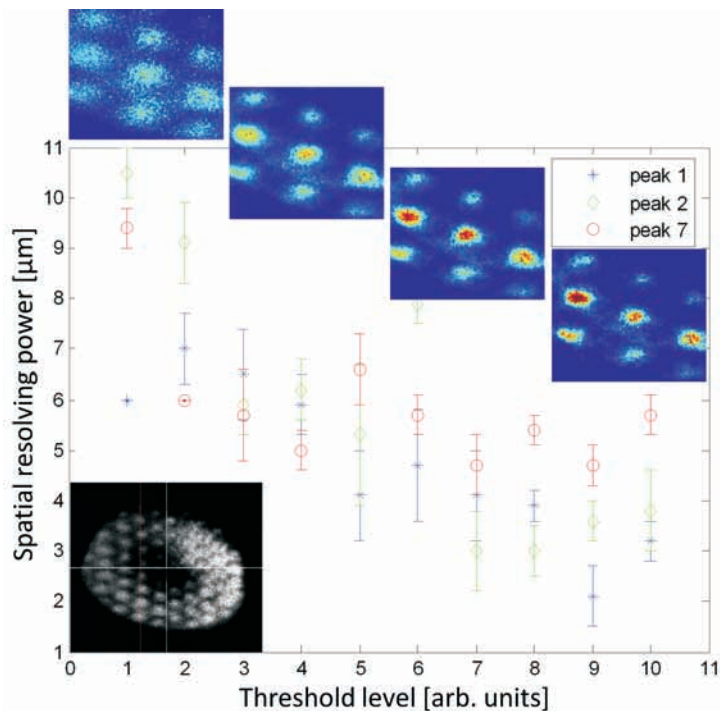 11
10
9
8
7
6
5
4
3
2
1
Spatial resolving power [µm]
peak 1
peak 2
peak 7
0 1 2 3 4 5 6 7 8 9 10 11
Threshold level [arb. units]